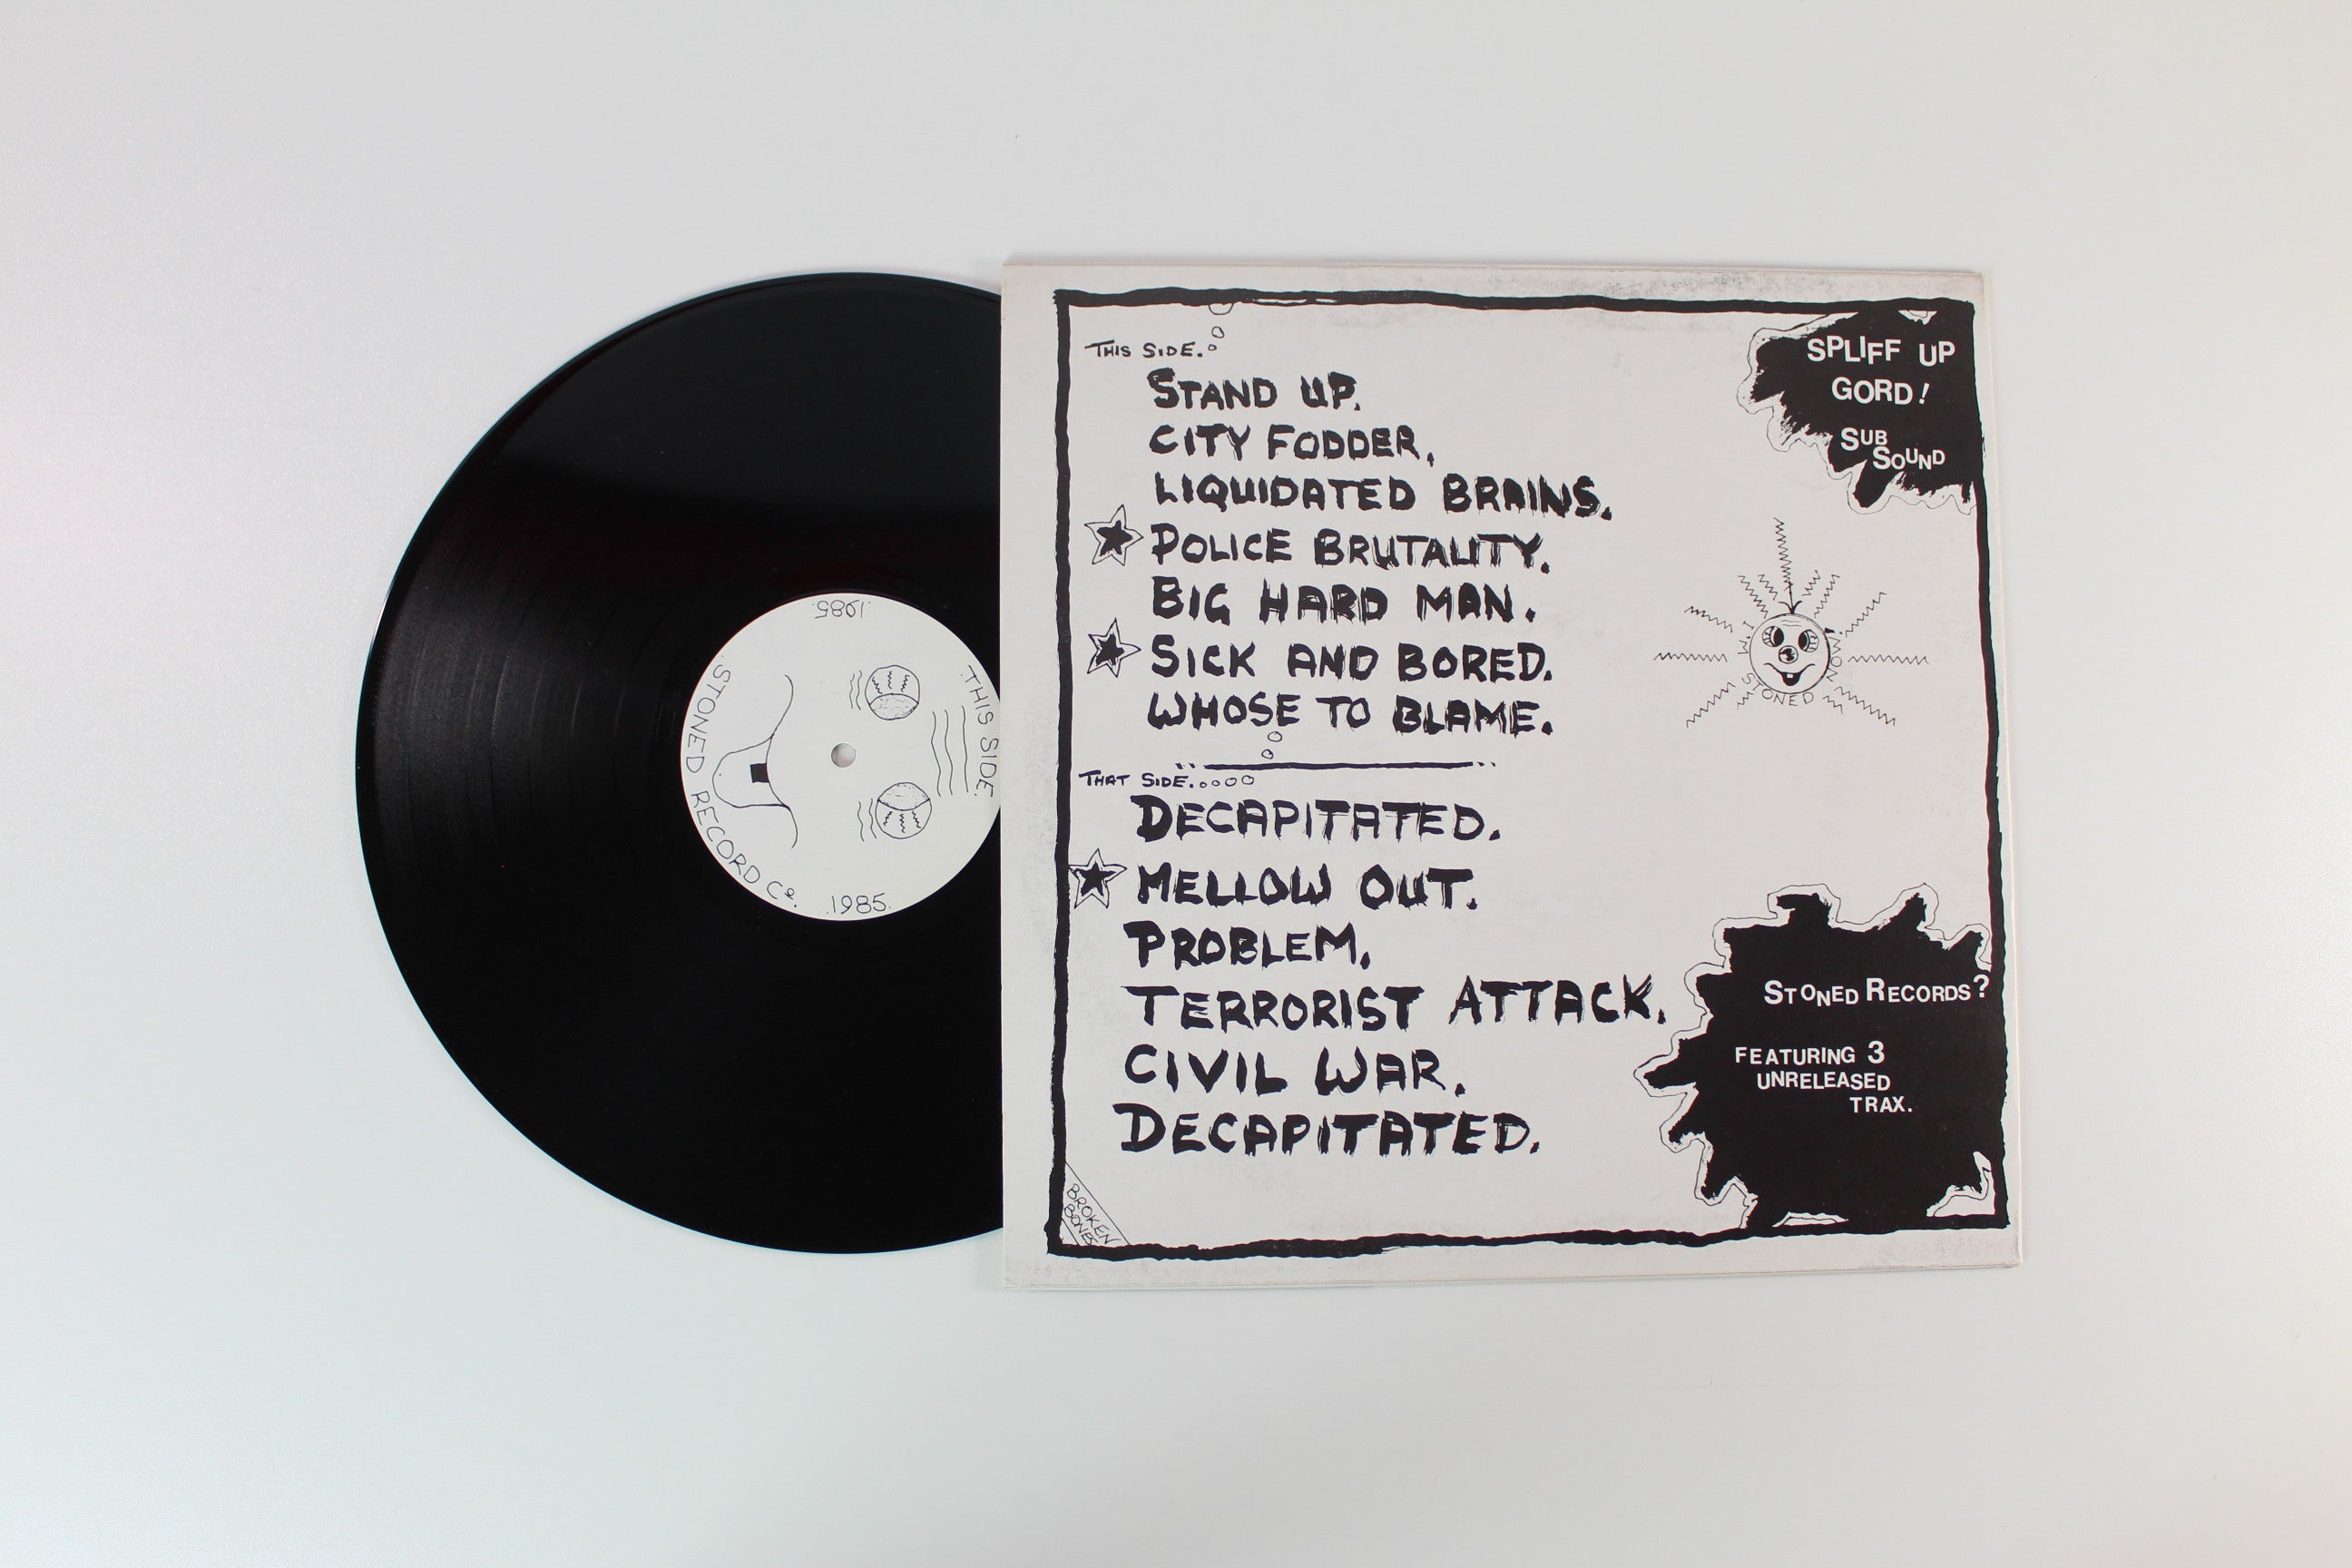 THIS SIDE.
STAND UP.
CITY FODDER.
LIQUIDATED BRAINS.
POLICE BRUTALITY.
BIG HARD MAN.
SICK AND BORED.
WHOSE TO BLAME.
THAT SIDE.....
DECAPITATED.
MELLOW OUT.
PROBLEM.
TERRORIST ATTACK.
CIVIL WAR.
DECAPITATED.
BROKEN
BONES
SPLIFF UP
GORD!
SUB
SOUND
I'M
STONED
STONED RECORDS?
FEATURING 3
UNRELEASED
TRAX.
.1985.
THIS SIDE.
.STONED RECORD Co.
.1985.